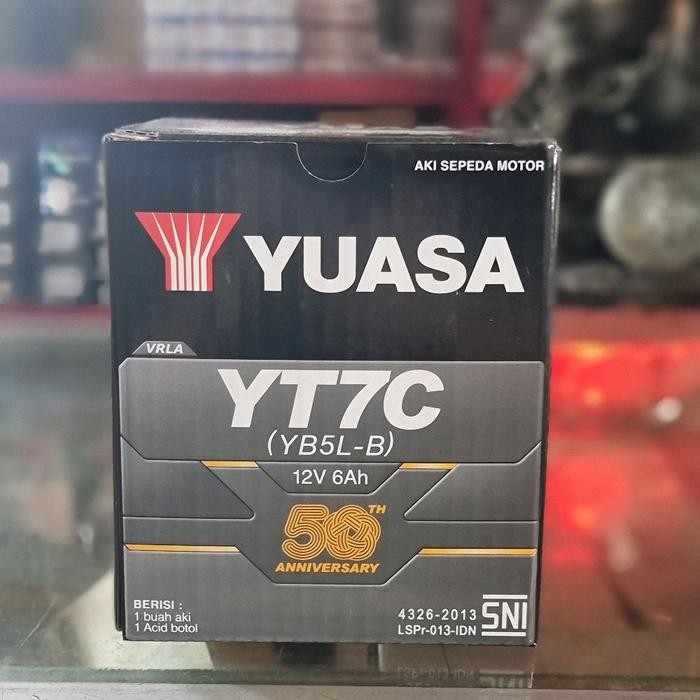 AKI SEPEDA MOTOR
YUASA
VRLA
YT7C
(YB5L-B)
12V 6Ah
50TH
ANNIVERSARY
BERISI :
1 buah aki
1 Acid botol
4326-2013
LSPr-013-IDN
SNI